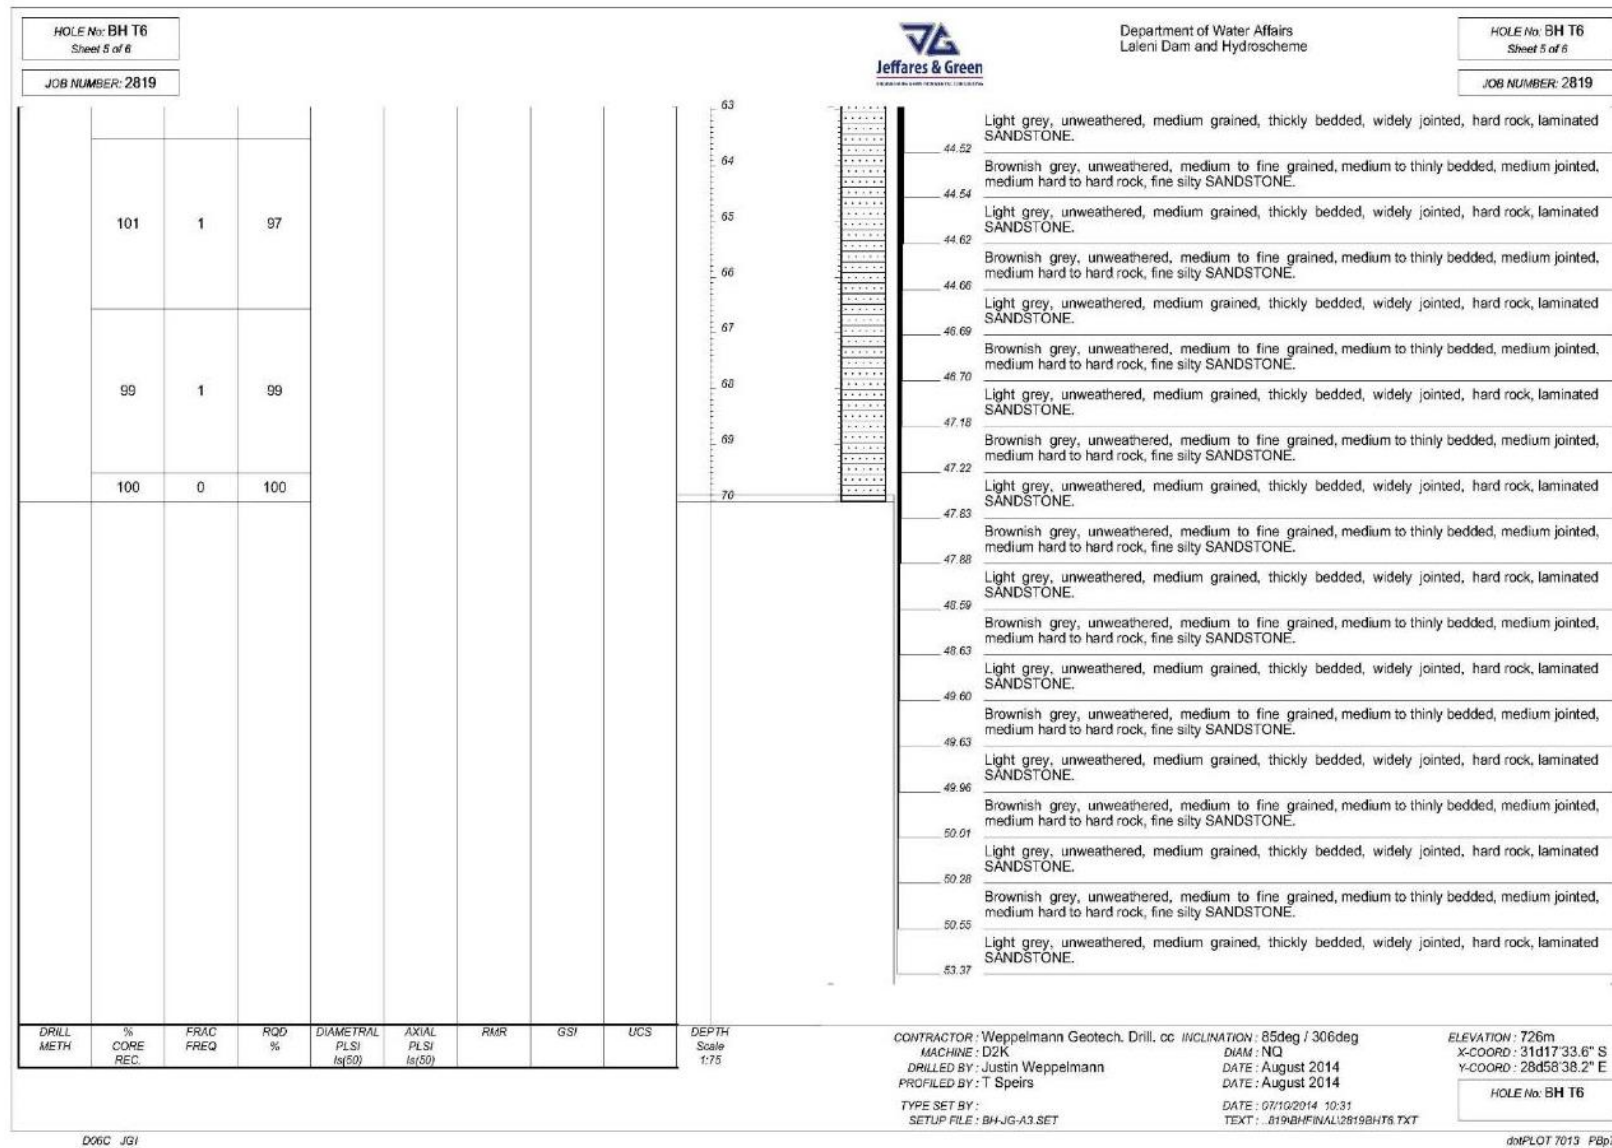 HOLE No: BH T6
Sheet 5 of 6
JOB NUMBER: 2819
Jeffares & Green
Department of Water Affairs
Laleni Dam and Hydroscheme
HOLE No: BH T6
Sheet 5 of 6
JOB NUMBER: 2819
101 1 97
99 1 99
100 0 100
63
64
65
66
67
68
69
70
Light grey, unweathered, medium grained, thickly bedded, widely jointed, hard rock, laminated
SANDSTONE.
44.52
Brownish grey, unweathered, medium to fine grained, medium to thinly bedded, medium jointed,
medium hard to hard rock, fine silty SANDSTONE.
44.54
Light grey, unweathered, medium grained, thickly bedded, widely jointed, hard rock, laminated
SANDSTONE.
44.62
Brownish grey, unweathered, medium to fine grained, medium to thinly bedded, medium jointed,
medium hard to hard rock, fine silty SANDSTONE.
44.66
Light grey, unweathered, medium grained, thickly bedded, widely jointed, hard rock, laminated
SANDSTONE.
46.69
Brownish grey, unweathered, medium to fine grained, medium to thinly bedded, medium jointed,
medium hard to hard rock, fine silty SANDSTONE.
46.70
Light grey, unweathered, medium grained, thickly bedded, widely jointed, hard rock, laminated
SANDSTONE.
47.18
Brownish grey, unweathered, medium to fine grained, medium to thinly bedded, medium jointed,
medium hard to hard rock, fine silty SANDSTONE.
47.22
Light grey, unweathered, medium grained, thickly bedded, widely jointed, hard rock, laminated
SANDSTONE.
47.83
Brownish grey, unweathered, medium to fine grained, medium to thinly bedded, medium jointed,
medium hard to hard rock, fine silty SANDSTONE.
47.88
Light grey, unweathered, medium grained, thickly bedded, widely jointed, hard rock, laminated
SANDSTONE.
48.59
Brownish grey, unweathered, medium to fine grained, medium to thinly bedded, medium jointed,
medium hard to hard rock, fine silty SANDSTONE.
48.63
Light grey, unweathered, medium grained, thickly bedded, widely jointed, hard rock, laminated
SANDSTONE.
49.60
Brownish grey, unweathered, medium to fine grained, medium to thinly bedded, medium jointed,
medium hard to hard rock, fine silty SANDSTONE.
49.63
Light grey, unweathered, medium grained, thickly bedded, widely jointed, hard rock, laminated
SANDSTONE.
49.96
Brownish grey, unweathered, medium to fine grained, medium to thinly bedded, medium jointed,
medium hard to hard rock, fine silty SANDSTONE.
50.01
Light grey, unweathered, medium grained, thickly bedded, widely jointed, hard rock, laminated
SANDSTONE.
50.28
Brownish grey, unweathered, medium to fine grained, medium to thinly bedded, medium jointed,
medium hard to hard rock, fine silty SANDSTONE.
50.55
Light grey, unweathered, medium grained, thickly bedded, widely jointed, hard rock, laminated
SANDSTONE.
53.37
DRILL METH
% CORE REC.
FRAC FREQ
RQD %
DIAMETRAL PLSI Is(50)
AXIAL PLSI Is(50)
RMR
GSI
UCS
DEPTH Scale 1:75
CONTRACTOR : Weppelmann Geotech. Drill. cc INCLINATION : 85deg / 306deg ELEVATION : 726m
MACHINE : D2K DIAM : NQ X-COORD : 31d17'33.6" S
DRILLED BY : Justin Weppelmann DATE : August 2014 Y-COORD : 28d58'38.2" E
PROFILED BY : T Speirs DATE : August 2014
HOLE No: BH T6
TYPE SET BY : DATE : 07/10/2014 10:31
SETUP FILE : BH-JG-A3.SET TEXT : ..819\BHFINAL\2819BHT6.TXT
D06C JGI dotPLOT 7013